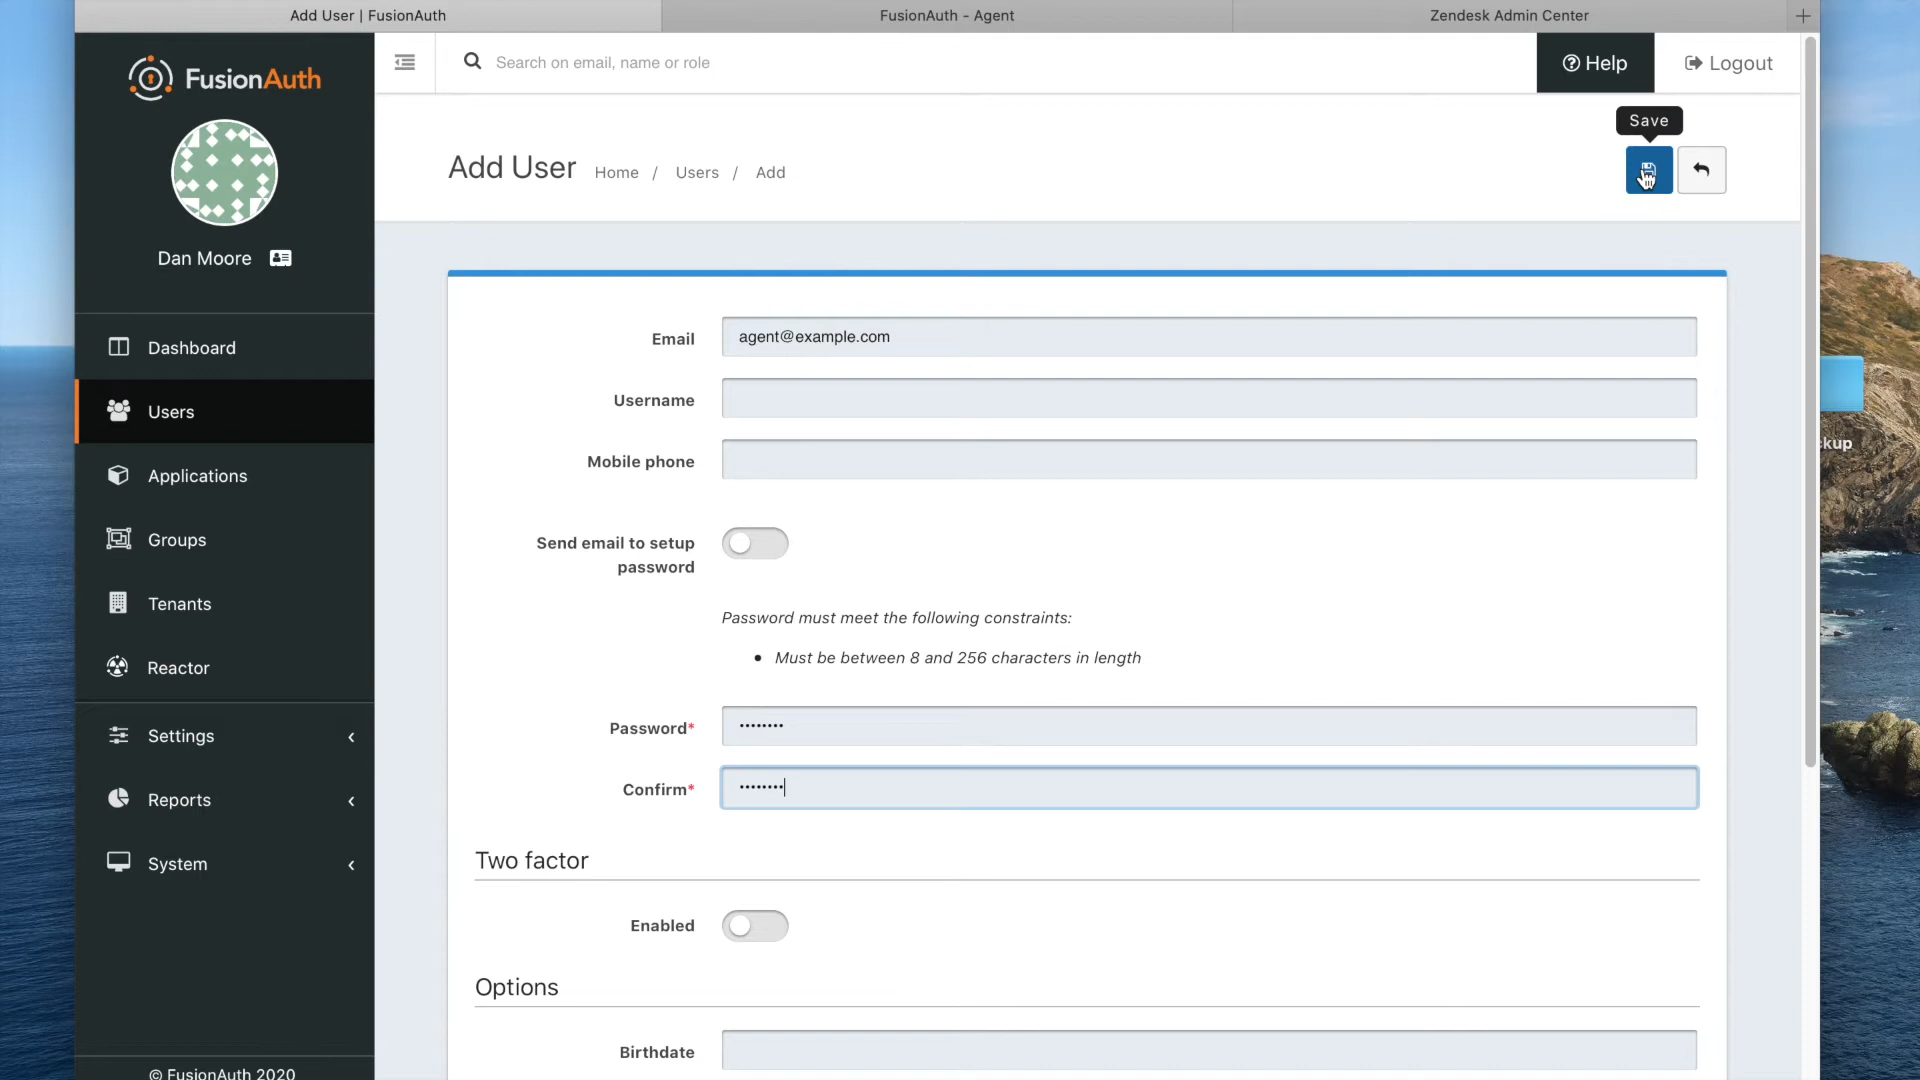 Add User | FusionAuth
FusionAuth - Agent
Zendesk Admin Center
FusionAuth
Search on email, name or role
Help
Logout
Save
Add User
Home / Users / Add
Dan Moore
Dashboard
Users
Applications
Groups
Tenants
Reactor
Settings
Reports
System
© FusionAuth 2020
Email
agent@example.com
Username
Mobile phone
Send email to setup
password
Password must meet the following constraints:
• Must be between 8 and 256 characters in length
Password*
••••••••
Confirm*
••••••••
Two factor
Enabled
Options
Birthdate
ckup